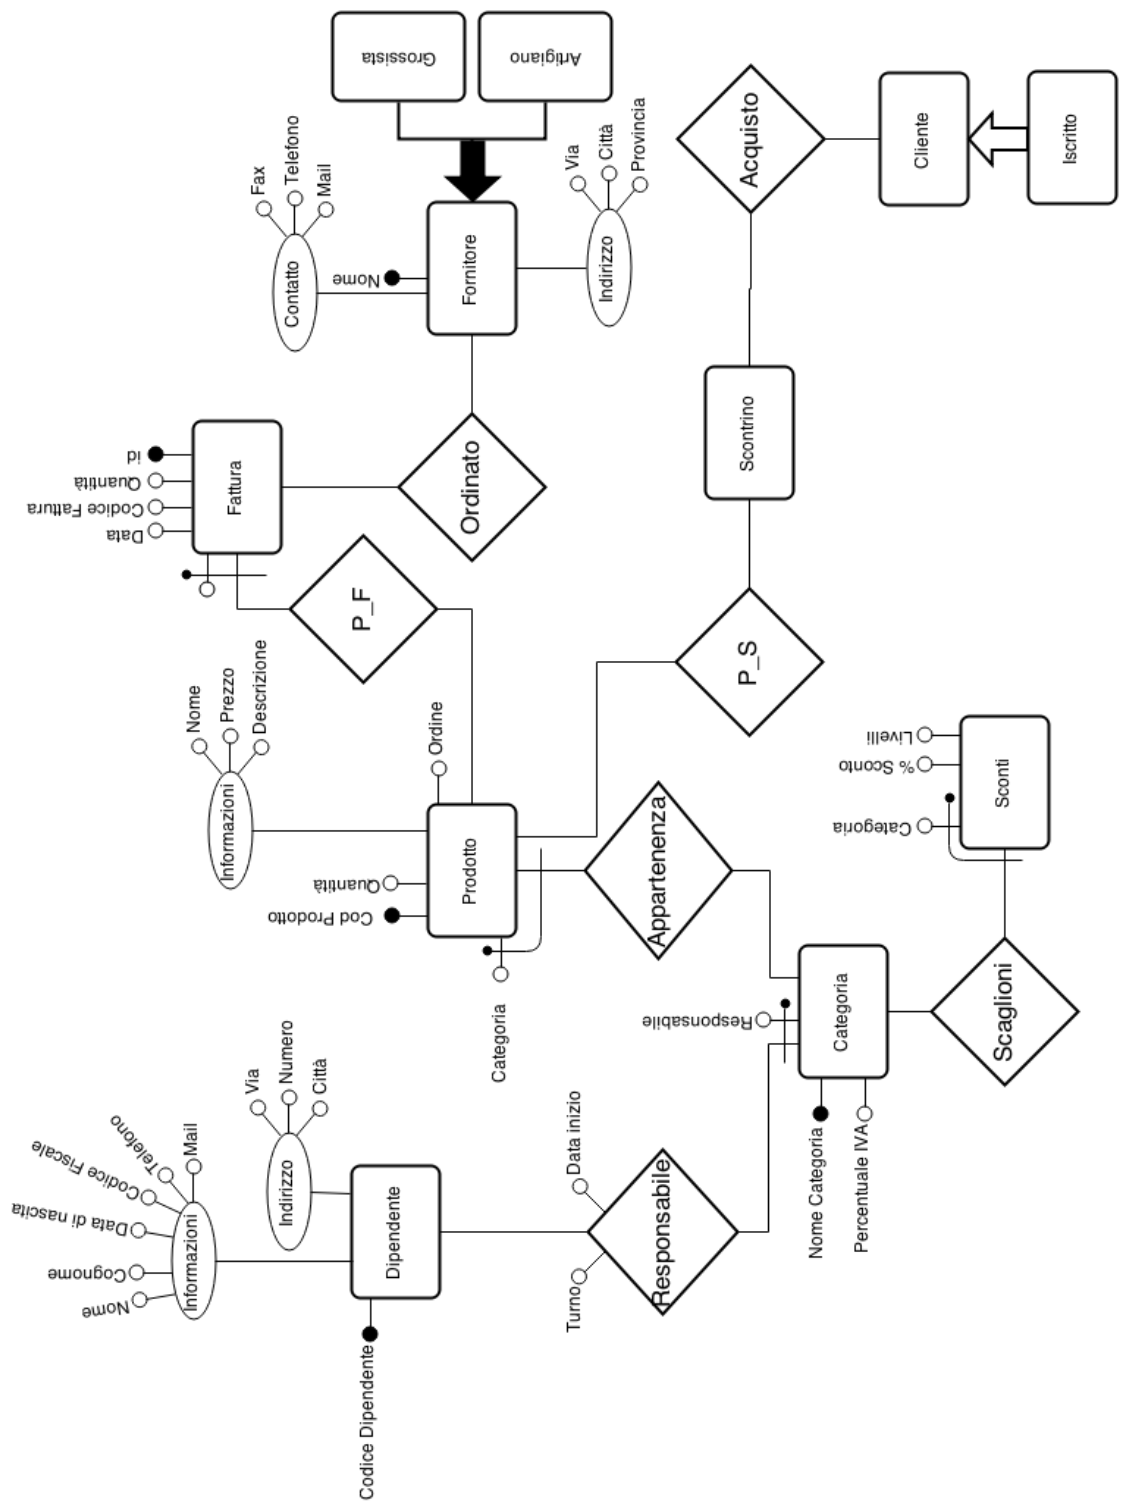 Grossista
Artigiano
Fax
Telefono
Mail
Contatto
Nome
Fornitore
Via
Città
Provincia
Indirizzo
Acquisto
Cliente
Iscritto
id
Quantità
Codice Fattura
Data
Fattura
Ordinato
Scontrino
P_F
P_S
Nome
Prezzo
Descrizione
Informazioni
Ordine
Quantità
Cod Prodotto
Prodotto
Categoria
Appartenenza
Livelli
% Sconto
Categoria
Sconti
Scaglioni
Responsabile
Categoria
Nome Categoria
Percentuale IVA
Via
Numero
Città
Indirizzo
Mail
Telefono
Codice Fiscale
Data di nascita
Cognome
Nome
Informazioni
Dipendente
Codice Dipendente
Data inizio
Turno
Responsabile